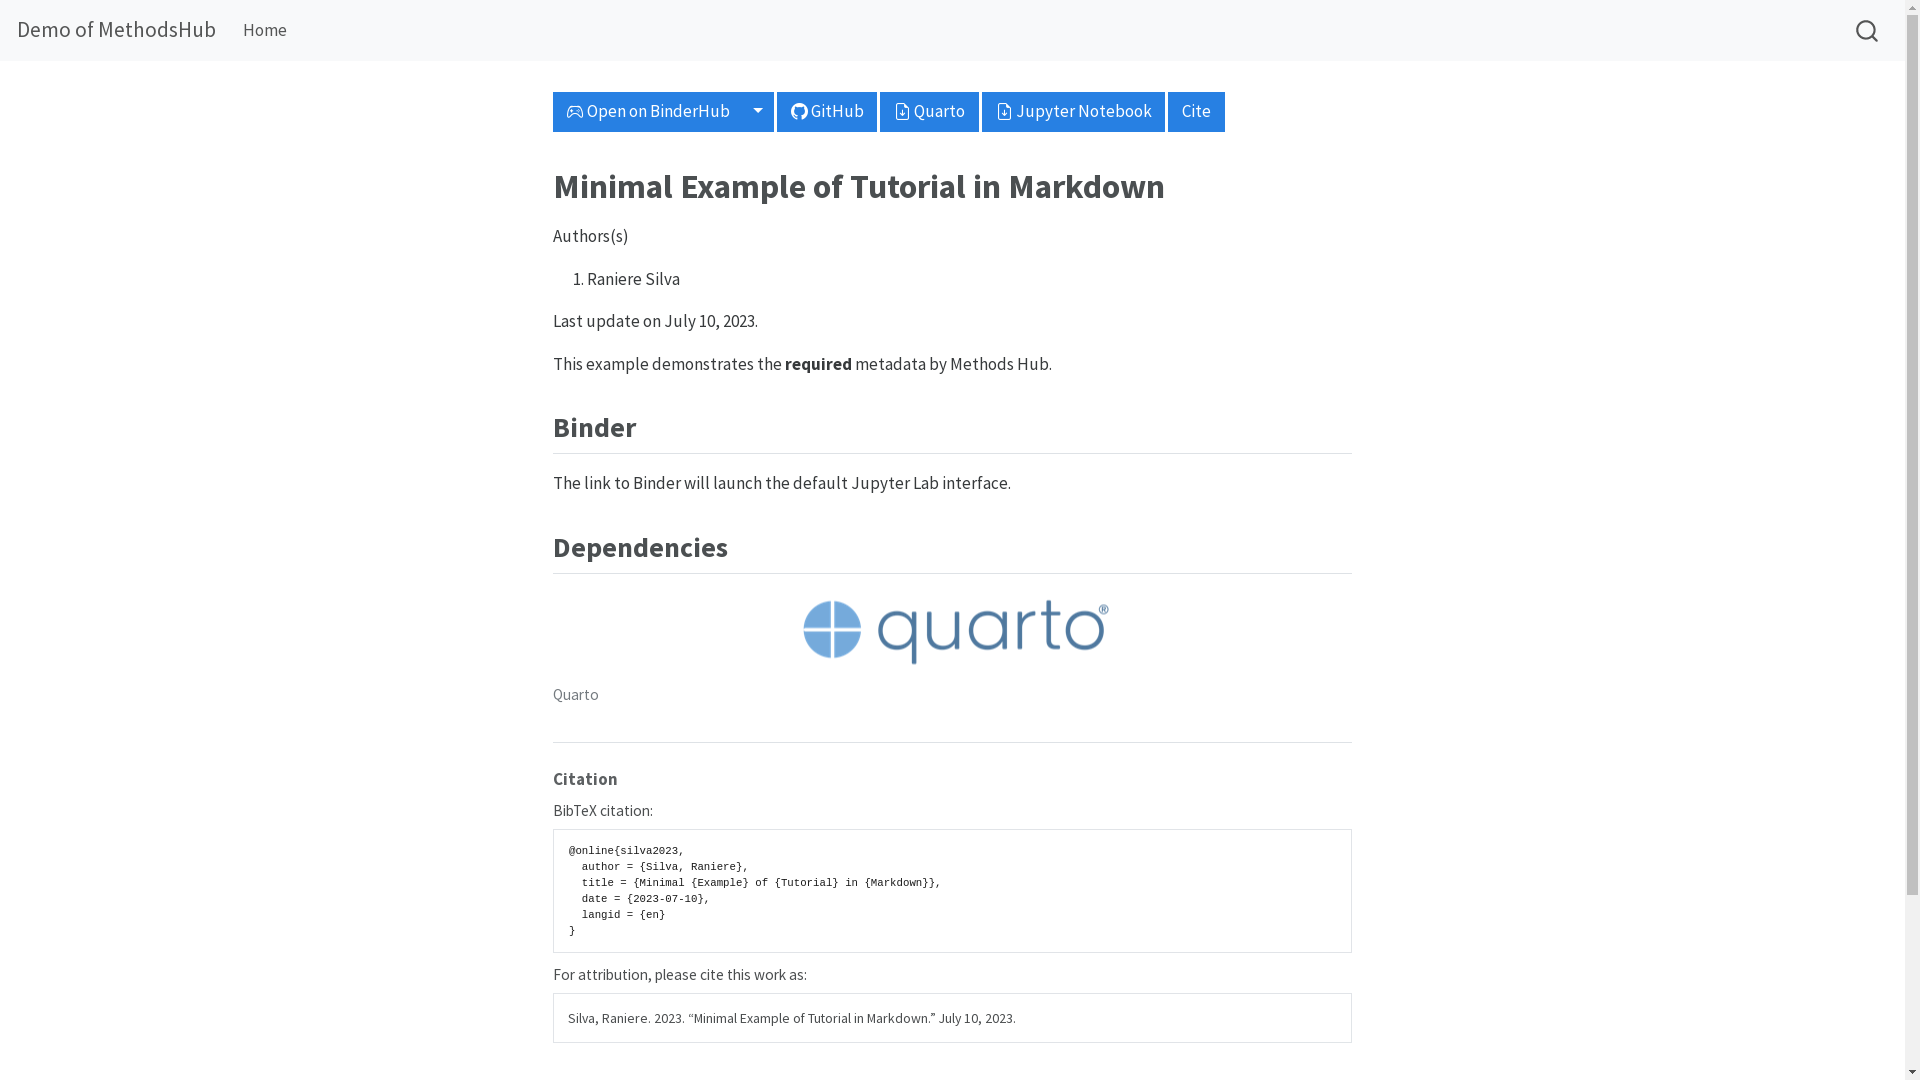 Demo of MethodsHub Home
Open on BinderHub GitHub Quarto Jupyter Notebook Cite
Minimal Example of Tutorial in Markdown
Authors(s)
1. Raniere Silva
Last update on July 10, 2023.
This example demonstrates the required metadata by Methods Hub.
Binder
The link to Binder will launch the default Jupyter Lab interface.
Dependencies
quarto®
Quarto
Citation
BibTeX citation:
@online{silva2023,
  author = {Silva, Raniere},
  title = {Minimal {Example} of {Tutorial} in {Markdown}},
  date = {2023-07-10},
  langid = {en}
}
For attribution, please cite this work as:
Silva, Raniere. 2023. “Minimal Example of Tutorial in Markdown.” July 10, 2023.